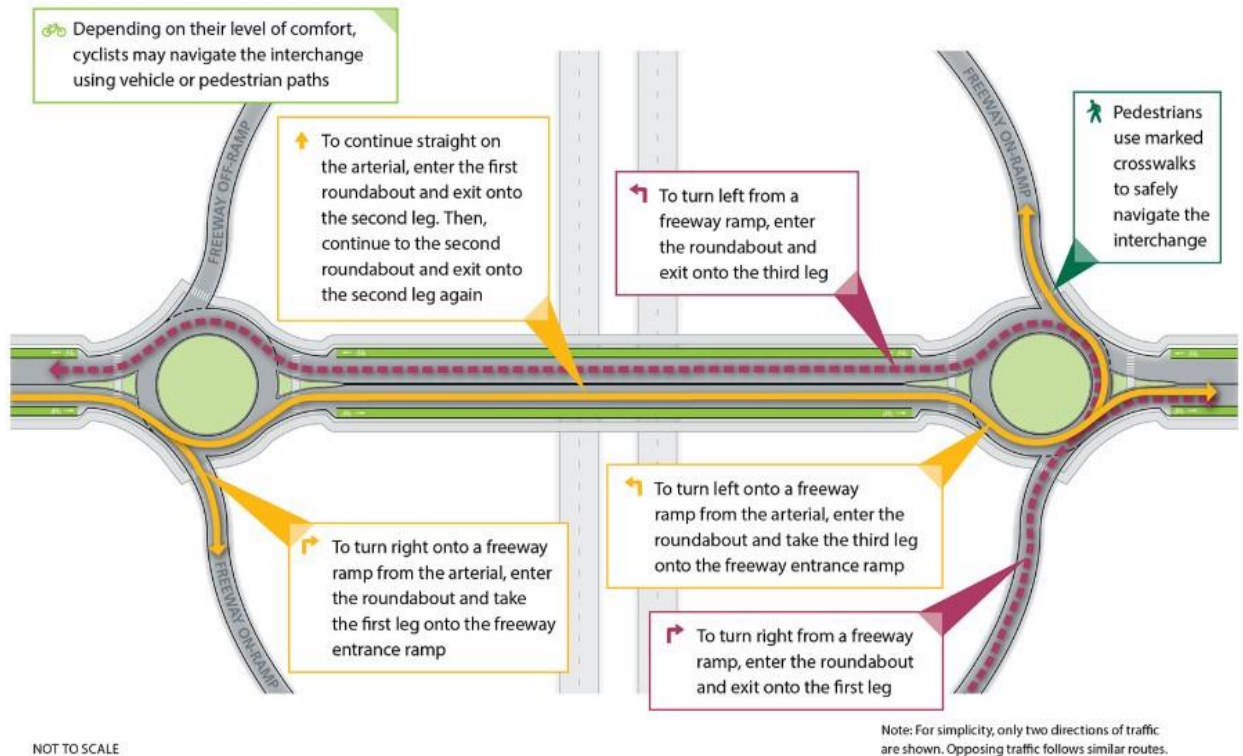 Depending on their level of comfort,
cyclists may navigate the interchange
using vehicle or pedestrian paths
To continue straight on
the arterial, enter the first
roundabout and exit onto
the second leg. Then,
continue to the second
roundabout and exit onto
the second leg again
To turn left from a
freeway ramp, enter
the roundabout and
exit onto the third leg
Pedestrians
use marked
crosswalks
to safely
navigate the
interchange
FREEWAY OFF-RAMP
FREEWAY ON-RAMP
To turn right onto a freeway
ramp from the arterial, enter
the roundabout and take
the first leg onto the freeway
entrance ramp
To turn left onto a freeway
ramp from the arterial, enter the
roundabout and take the third leg
onto the freeway entrance ramp
To turn right from a freeway
ramp, enter the roundabout
and exit onto the first leg
FREEWAY ON-RAMP
NOT TO SCALE
Note: For simplicity, only two directions of traffic
are shown. Opposing traffic follows similar routes.